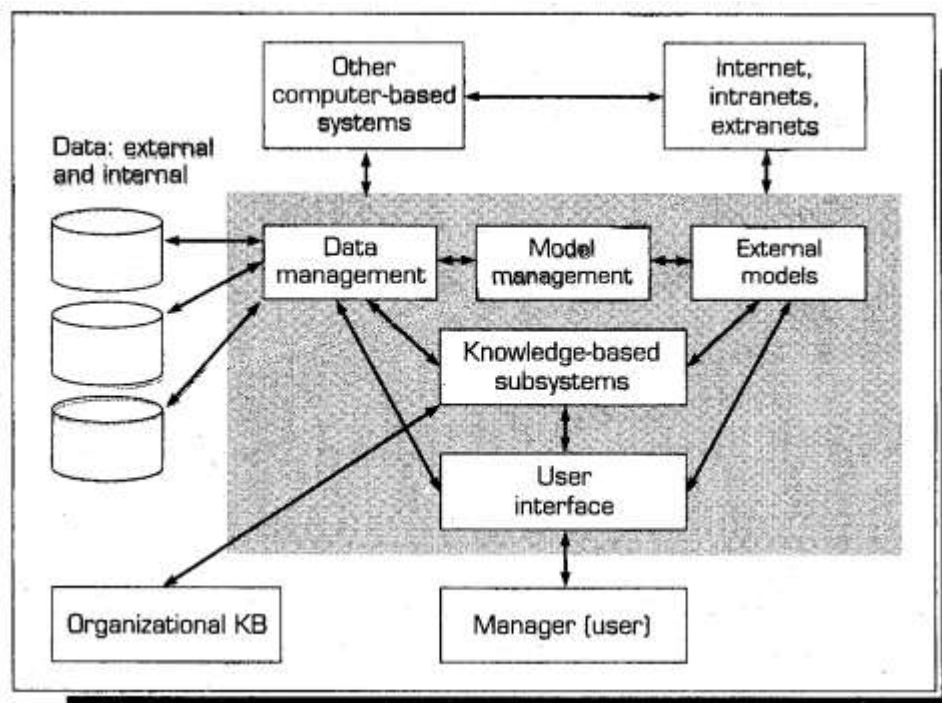 Other
computer-based
systems
Internet,
intranets,
extranets
Data: external
and internal
Data
management
Model
management
External
models
Knowledge-based
subsystems
User
interface
Organizational KB
Manager (user)